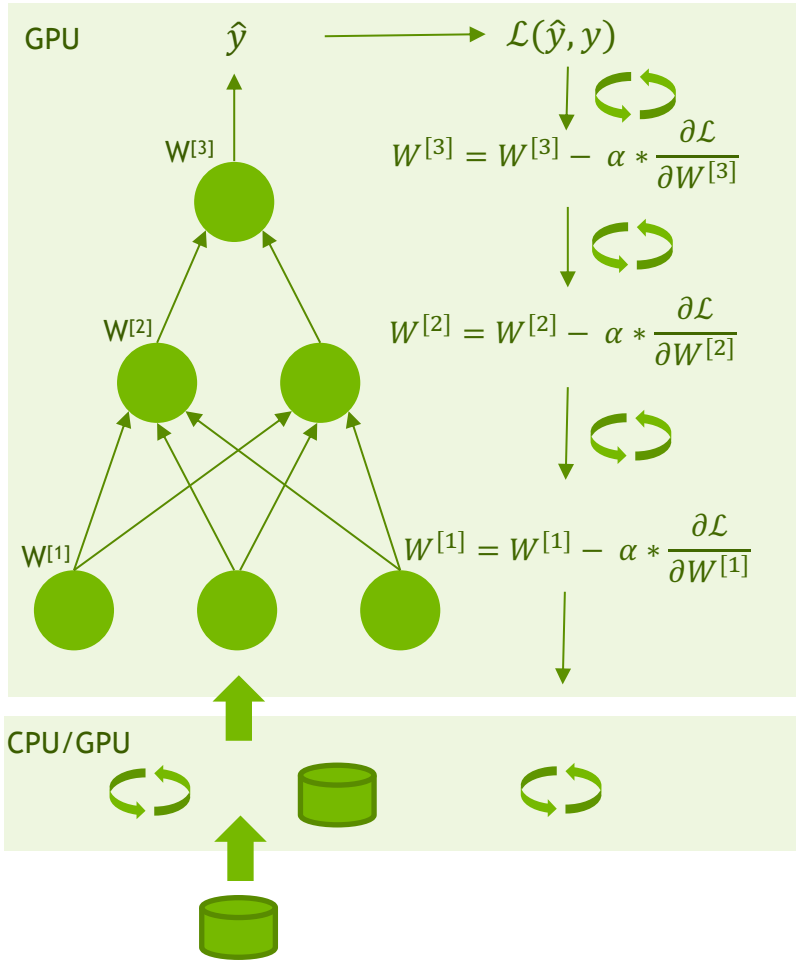 GPU
ŷ
ℒ(ŷ, y)
W[3]
W[3] = W[3] − α ∗ ∂ℒ/∂W[3]
W[2]
W[2] = W[2] − α ∗ ∂ℒ/∂W[2]
W[1]
W[1] = W[1] − α ∗ ∂ℒ/∂W[1]
CPU/GPU